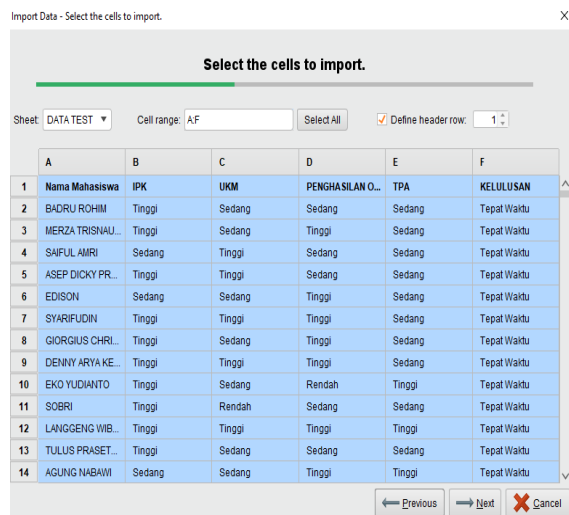 Import Data - Select the cells to import. X
Select the cells to import.
Sheet: DATA TEST Cell range: A:F Select All Define header row: 1
A B C D E F
1 Nama Mahasiswa IPK UKM PENGHASILAN O... TPA KELULUSAN
2 BADRU ROHIM Tinggi Sedang Sedang Sedang Tepat Waktu
3 MERZA TRISNAU... Tinggi Sedang Tinggi Sedang Tepat Waktu
4 SAIFUL AMRI Sedang Tinggi Sedang Sedang Tepat Waktu
5 ASEP DICKY PR... Tinggi Tinggi Sedang Sedang Tepat Waktu
6 EDISON Sedang Sedang Tinggi Sedang Tepat Waktu
7 SYARIFUDIN Tinggi Tinggi Tinggi Sedang Tepat Waktu
8 GIORGIUS CHRI... Tinggi Sedang Tinggi Sedang Tepat Waktu
9 DENNY ARYA KE... Tinggi Tinggi Tinggi Sedang Tepat Waktu
10 EKO YUDIANTO Tinggi Sedang Rendah Tinggi Tepat Waktu
11 SOBRI Tinggi Rendah Sedang Sedang Tepat Waktu
12 LANGGENG WIB... Tinggi Tinggi Tinggi Tinggi Tepat Waktu
13 TULUS PRASET... Tinggi Sedang Sedang Sedang Tepat Waktu
14 AGUNG NABAWI Sedang Sedang Tinggi Tinggi Tepat Waktu
Previous Next Cancel